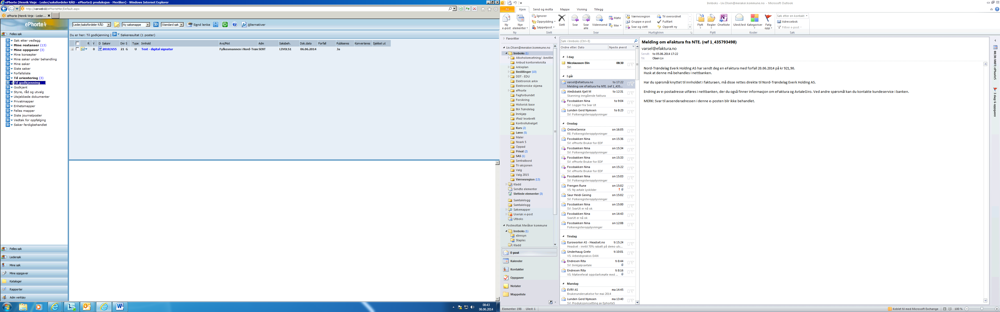 ePhorte (Henrik Vinje - Leder/saksfordeler RÅD - ePhorte® produksjon - Meråker) - Windows Internet Explorer
http://varweb10/ePhorteMer/Default.aspx
ePhorte (Henrik Vinje - Leder...
ePhorte4
Leder/saksfordeler RÅD
Ny saksmappe
Standard søk
Send lenke
Alternativer
Felles søk
Søk etter vedlegg
Mine restanser (13)
Mine oppgaver (3)
Mine konsepter
Mine saker under behandling
Mine saker
Siste saker
Forfallsliste
Til orientering (3)
Til godkjenning
Godkjent
Styre, råd og utvalg
Utsjekkede dokumenter
Privatmapper
Enhetsmapper
Felles mapper
Siste journalposter
Vedtak for oppfølging
Saker ferdigbehandlet
Felles søk
Ledersøk
Mine søk
Mine oppgaver
Kataloger
Rapporter
Adm verktøy
Du er her: Til godkjenning | Søkeresultat (1 poster)
R V D Saksnr Dnr S Type Innhold Avs/Mot Adm Saksbeh. Dok.dato Forfall Publiseres Konverteres Sjekket ut
0 2010/655 21 G U Test - digital signatur Fylkesmannen i Nord-Trøn SENT LIVOLS1 06.06.2014 Ja
08:43
06.06.2014
Innboks - Liv.Olsen@meraker.kommune.no - Microsoft Outlook
Fil Hjem Send og motta Mappe Visning Tillegg
Ny e-post
Nye elementer
Ny
Ignorer
Opprydding
Søppelpost
Slett
Slett
Svar
Svar alle
Videresend
Møte
Mer
Svar
Værnesregion
Gruppe-e-post
Svar og slett
Til overordnet
Fullført
Opprett ny
Hurtigtrinn
Flytt
Regler
OneNote
Flytt
Ulest/lest
Kategoriser
Følg opp
Koder
Søk etter en kontakt
Adressebok
Filtrer e-post
Søk
Favoritter
Liv.Olsen@meraker.kommune.no
Innboks (1)
Alkoholomsetning/ -bevillin
Anbud kontorrekvisita
Arkivplan
Bestillinger (10)
DDT - EDU
Elektronisk arkiv
Elektroniske skjema
ePhorte
Fagforbundet
Forsikring
Historisk base
IKA Trøndelag
Innkjøp
iPad/ lesebrett
Kontrollutvalget
Kurs (2)
Lønn (5)
Maler
Noark 5
Oppad
Privat (2)
SAS (1)
Sentralbord
TV-aksjonen
Valg
Valg 2015
Værnesregion (13)
Kladd
Sendte elementer
Slettede elementer (3)
Samtalelogg
Samtalelogg
Søkemapper
Useriøs e-post
Utboks
Postmottak Meråker kommune
Innboks (1)
eInnsyn
Staples
Kladd
E-post
Kalender
Kontakter
Oppgaver
Notater
Mappeliste
Elementer: 198 Ulest: 1
Søk i Innboks (Ctrl+E)
Ordne etter: Dato Nyeste øverst
I dag
Nicolausson Elin 08:30
SV:
I går
varsel@efaktura.no to 17:22
Melding om eFaktura fra NTE. (ref 1_435...
Almåsbakk Kjell M to 12:31
Skanning inngående faktura
Fossbakken Nina to 9:04
SV: Logger fra Svar Ut
Lunden Gerd Nymoen to 8:23
SV: Folkeregisteropplysninger
Onsdag
OnlineService on 16:05
RE: Folkeregisteropplysninger
Fossbakken Nina on 15:36
SV: ePhorte Bruker for EDF
Fossbakken Nina on 15:34
SV: Folkeregisteropplysninger
Fossbakken Nina on 15:33
SV: ePhorte Bruker for EDF
Fossbakken Nina on 15:22
SV: ePhorte Bruker for EDF
Fossbakken Nina on 15:03
SV: Folkeregisteropplysninger
Frengen Rune on 15:02
VS: Ny avtale Lyskilder
Saur Heidi Geving on 15:02
SV: Folkeregisteropplysninger
Fossbakken Nina on 15:00
SV: SvarUt er nå ok
Fossbakken Nina on 14:43
SvarUt er nå ok
Fossbakken Nina on 12:08
Folkeregisteropplysninger
Tirsdag
Euroworker AS - Headset.no ti 15:24
Headset - inntil 70% rabatt på demo uts...
Underhaug Grete ti 10:01
VS: Arbeidspraksis DAN
Endresen Rita ti 8:44
SV: Innkjøpsavtale
Endresen Rita ti 8:16
VS: Møtereferat oppstartsmøte med ...
Mandag
EVRY AS ma 14:45
Brukerundersøkelse for mai 2014
Lunden Gerd Nymoen ma 13:40
SV: Produksjonssetting av Ephorte5
Melding om eFaktura fra NTE. (ref 1_435793498)
varsel@efaktura.no
Sendt: to 05.06.2014 17:22
Til: Olsen Liv
Nord-Trøndelag Everk Holding AS har sendt deg en eFaktura med forfall 20.06.2014 på kr 921,90.
Husk at denne må behandles i nettbanken.
Har du spørsmål knyttet til innholdet i fakturaen, må disse rettes direkte til Nord-Trøndelag Everk Holding AS.
Endring av e-postadresse utføres i nettbanken, der du også finner informasjon om eFaktura og AvtaleGiro. Ved andre spørsmål kan du kontakte kundeservice i banken.
MERK: Svar til avsenderadressen i denne e-posten blir ikke behandlet.
08:38: MØT: ePhorte5
I dag: 6 oppgaver
Koblet til med Microsoft Exchange 100 %